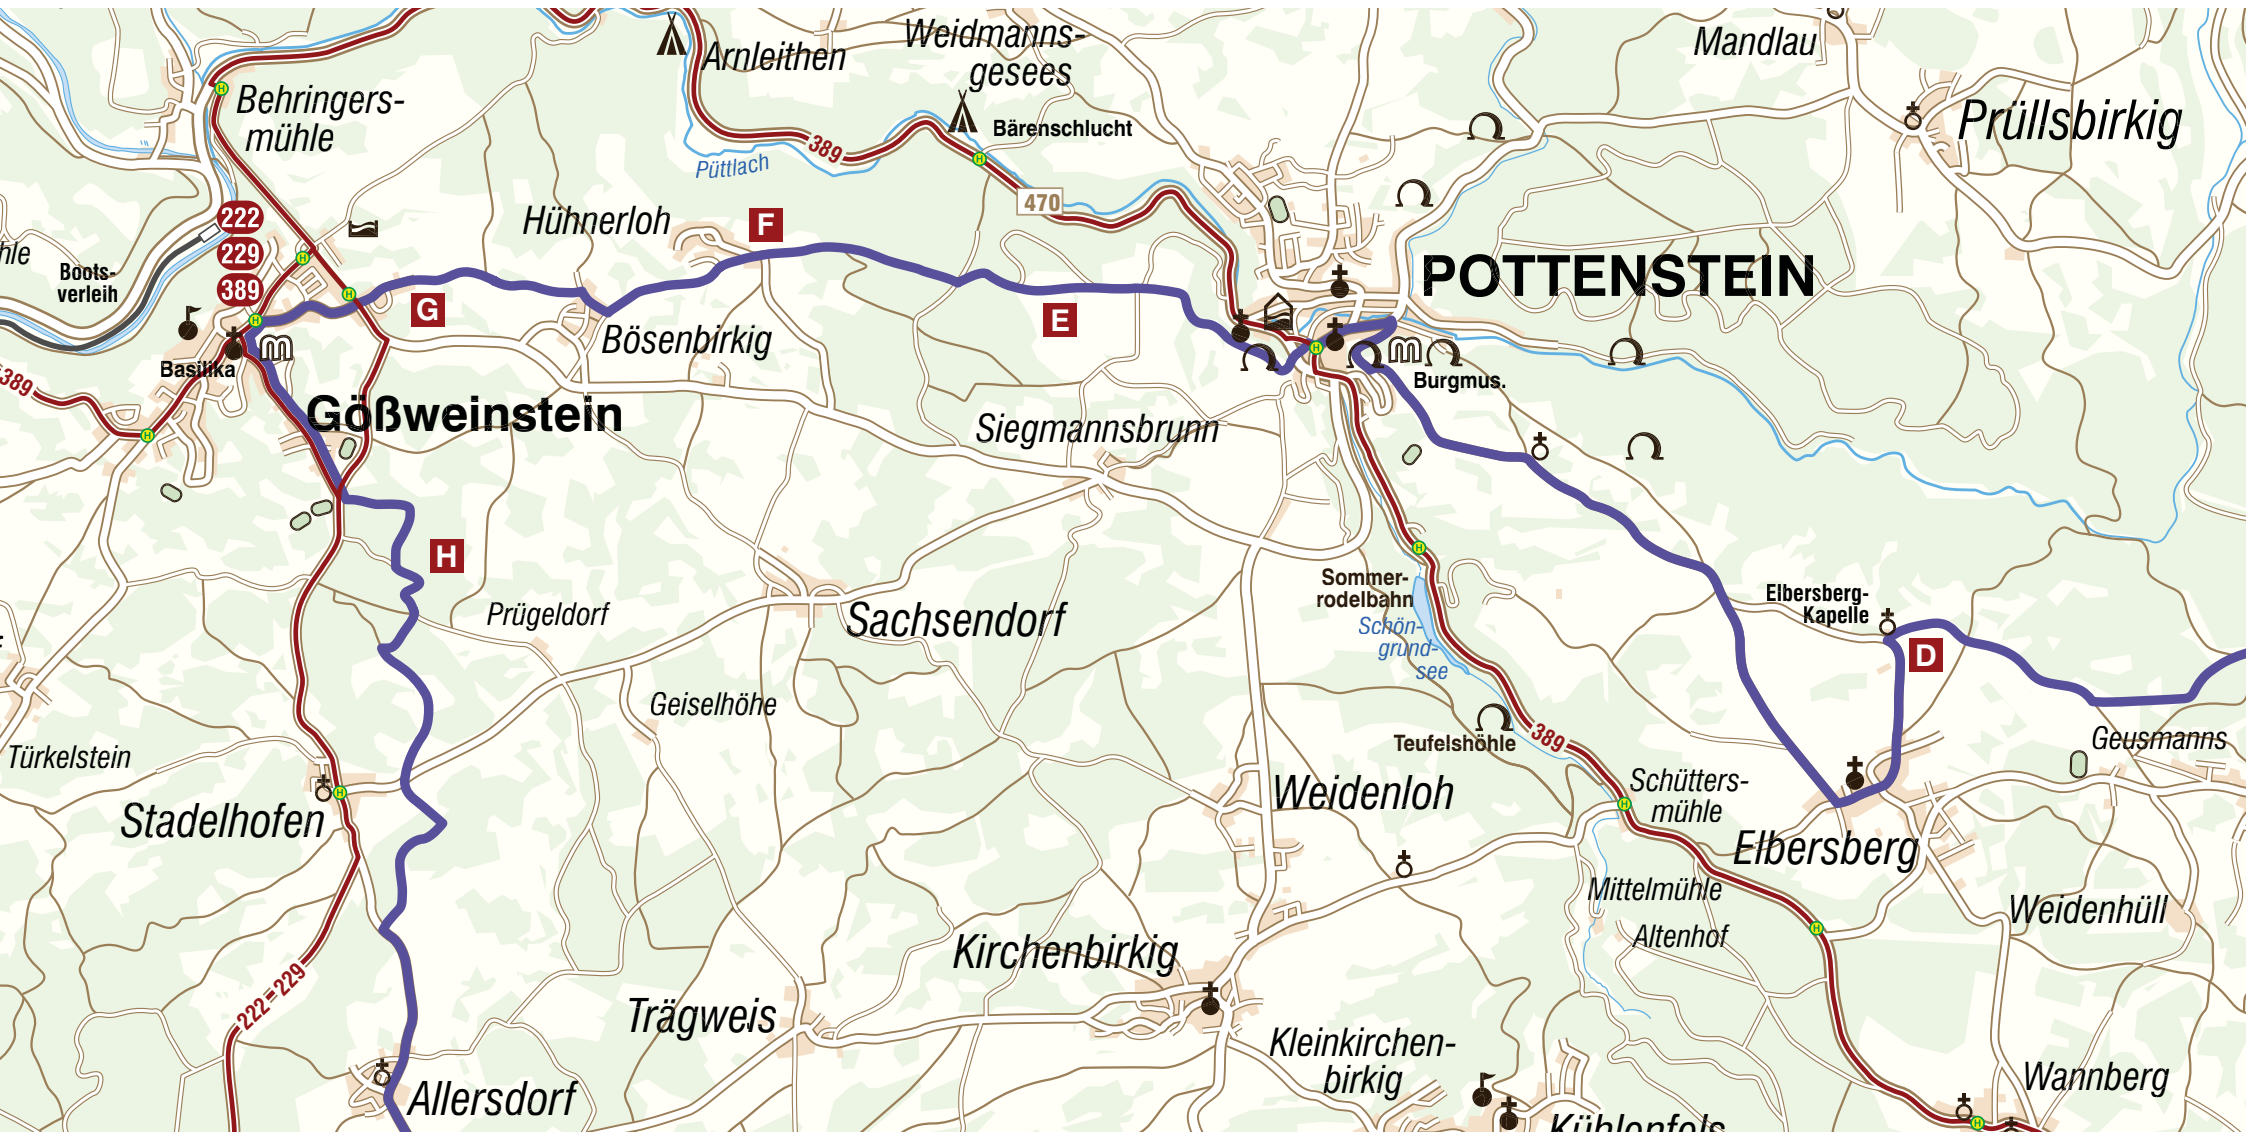 Weidmanns-
gesees
Mandlau
Arnleithen
Behringers-
mühle
Prüllsbirkig
Bärenschlucht
389
Püttlach
470
222
229
389
Hühnerloh
F
hle
Boots-
verleih
POTTENSTEIN
G
E
Bösenbirkig
Basilika
389
Burgmus.
Gößweinstein
Siegmannsbrunn
H
Sommer-
rodelbahn
Elbersberg-
Kapelle
Prügeldorf
Sachsendorf
Schön-
grund-
see
D
Geiselhöhe
Türkelstein
389
Teufelshöhle
Geusmanns
Stadelhofen
Weidenloh
Schütters-
mühle
Elbersberg
Mittelmühle
Weidenhüll
Altenhof
Kirchenbirkig
222=229
Trägweis
Kleinkirchen-
birkig
Wannberg
Allersdorf
Kühlenfels